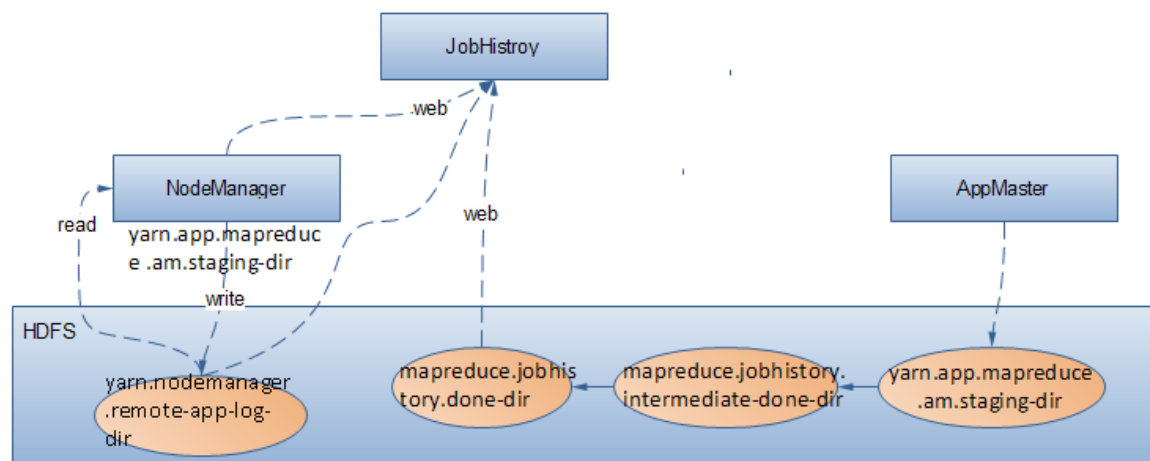 JobHistroy
web
NodeManager
AppMaster
read
web
yarn.app.mapreduc
e .am.staging-dir
write
HDFS
yarn.nodemanager
.remote-app-log-
dir
mapreduce.jobhis
tory.done-dir
mapreduce.jobhistory.
intermediate-done-dir
yarn.app.mapreduce
.am.staging-dir